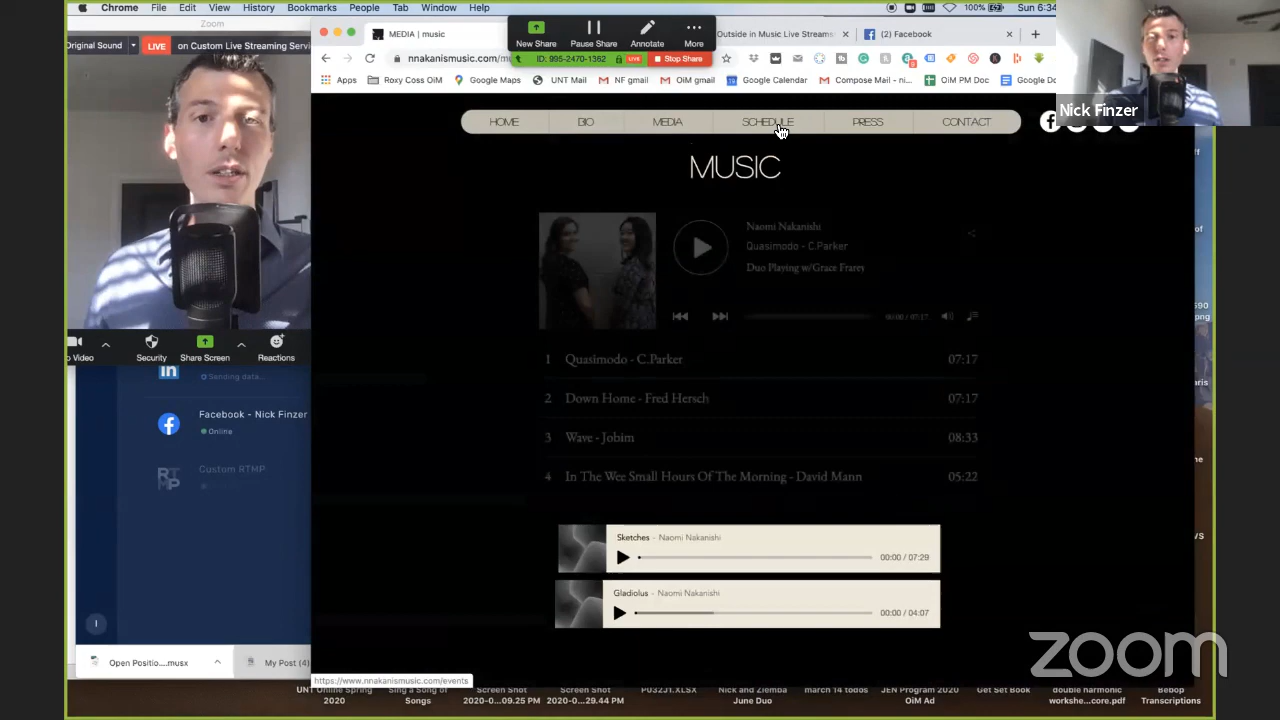 Chrome File Edit View History Bookmarks People Tab Window Help 100% Sun 6:34
Zoom
Original Sound LIVE on Custom Live Streaming Servi
MEDIA | music
New Share Pause Share Annotate More
Outside in Music Live Streams
(2) Facebook
nnakanismusic.com/mu
ID: 995-2470-1362 LIVE Stop Share
Apps Roxy Coss OiM Google Maps UNT Mail NF gmail OiM gmail Google Calendar Compose Mail - ni... OiM PM Doc Google Do
Nick Finzer
HOME BIO MEDIA SCHEDULE PRESS CONTACT
MUSIC
Naomi Nakanishi
Quasimodo - C.Parker
Duo Playing w/Grace Frares
00:00 / 07:17
1 Quasimodo - C.Parker 07:17
2 Down Home - Fred Hersch 07:17
3 Wave - Jobim 08:33
4 In The Wee Small Hours Of The Morning - David Mann 05:22
Sketches - Naomi Nakanishi
00:00 / 07:29
Gladiolus - Naomi Nakanishi
00:00 / 04:07
o Video Security Share Screen Reactions
Sending data...
Facebook - Nick Finzer
Online
Custom RTMP
RT
MP
Open Positio....musx My Post (4)
https://www.nnakanismusic.com/events
590
png
zoom
UNT Online Spring
2020
Sing a Song of
Songs
Screen Shot
2020-0...09.25 PM
Screen Shot
2020-0...29.44 PM
P032J1.XLSX
Nick and Ziemba
June Duo
march 14 todos
JEN Program 2020
OiM Ad
Get Set Book
double harmonic
workshe...core.pdf
Bebop
Transcriptions